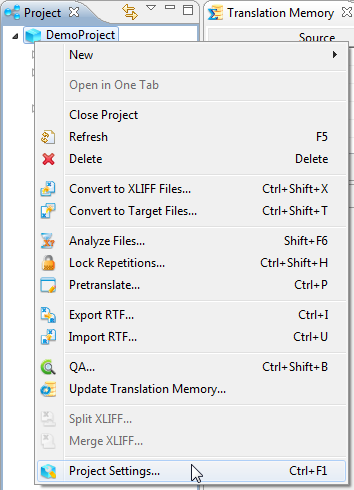 Project
Translation Memory
DemoProject
Source
New
Open in One Tab
Close Project
Refresh F5
Delete Delete
Convert to XLIFF Files... Ctrl+Shift+X
Convert to Target Files... Ctrl+Shift+T
Analyze Files... Shift+F6
Lock Repetitions... Ctrl+Shift+H
Pretranslate... Ctrl+P
Export RTF... Ctrl+I
Import RTF... Ctrl+U
QA... Ctrl+Shift+B
Update Translation Memory...
Split XLIFF...
Merge XLIFF...
Project Settings... Ctrl+F1